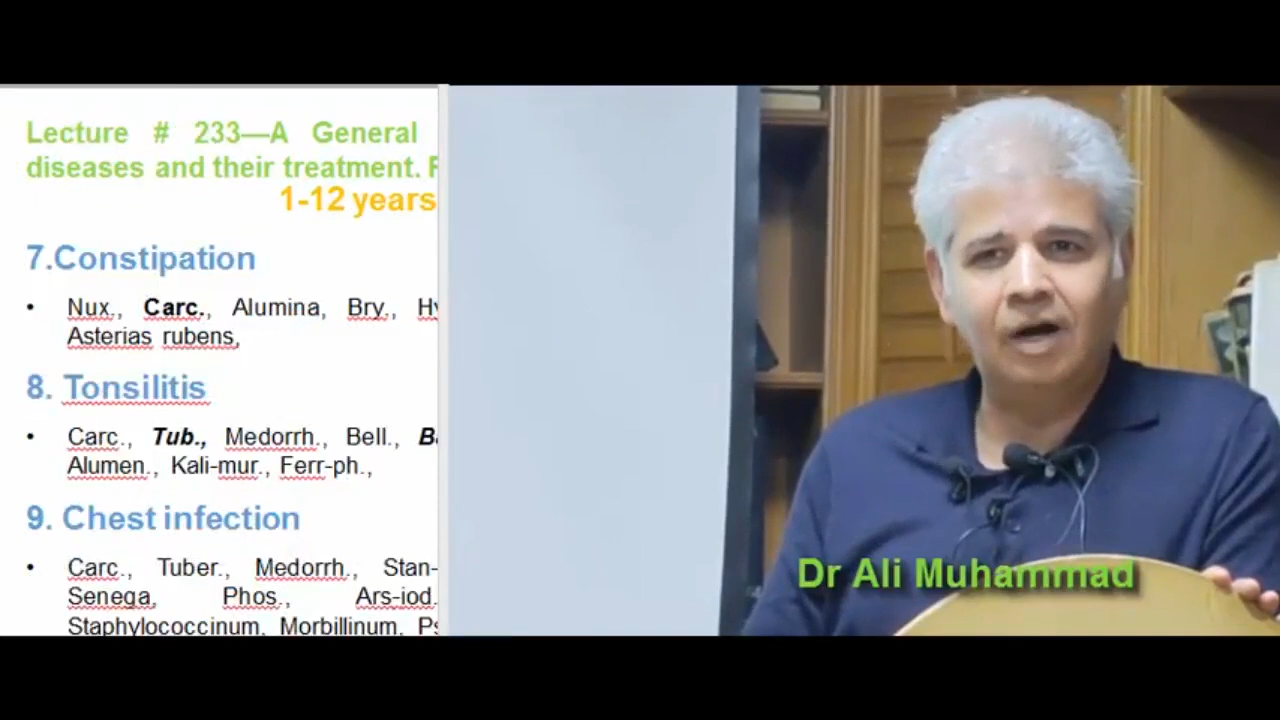 Lecture # 233—A General
diseases and their treatment.
1-12 years
7.Constipation
• Nux., Carc., Alumina, Bry.,
Asterias rubens,
8. Tonsilitis
• Carc., Tub., Medorrh., Bell.,
Alumen., Kali-mur., Ferr-ph.,
9. Chest infection
• Carc., Tuber., Medorrh., Stan-
Senega, Phos., Ars-iod.
Staphylococcinum, Morbillinum,
Dr Ali Muhammad